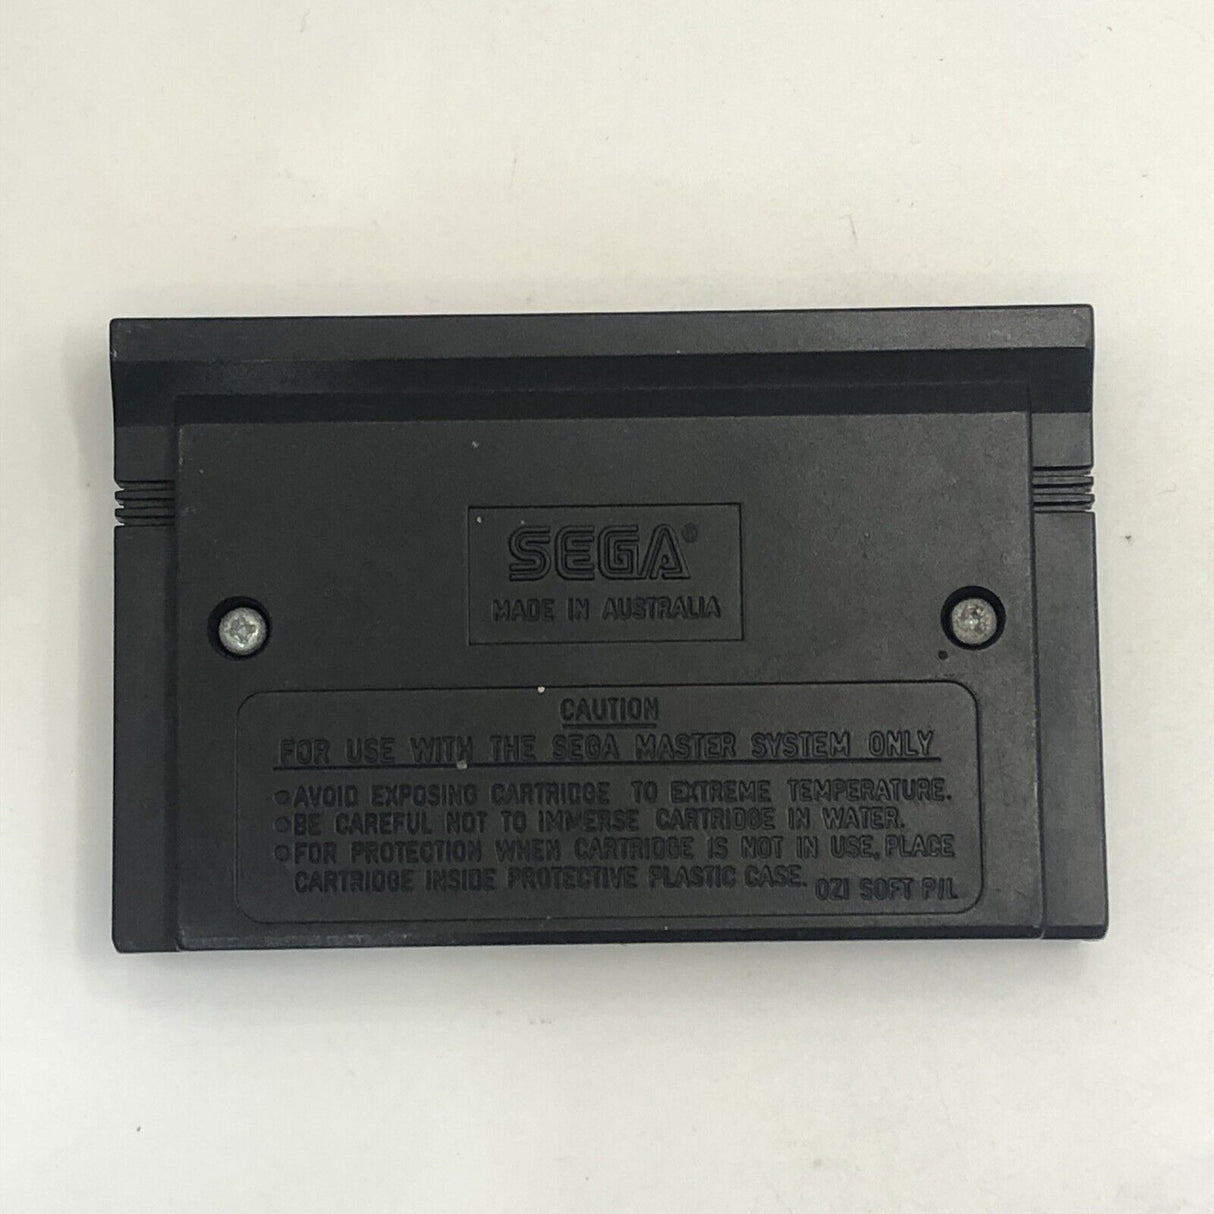 SEGA®
MADE IN AUSTRALIA
CAUTION
FOR USE WITH THE SEGA MASTER SYSTEM ONLY
•AVOID EXPOSING CARTRIDGE TO EXTREME TEMPERATURE.
•BE CAREFUL NOT TO IMMERSE CARTRIDGE IN WATER.
•FOR PROTECTION WHEN CARTRIDGE IS NOT IN USE, PLACE
CARTRIDGE INSIDE PROTECTIVE PLASTIC CASE.
OZI SOFT P/L